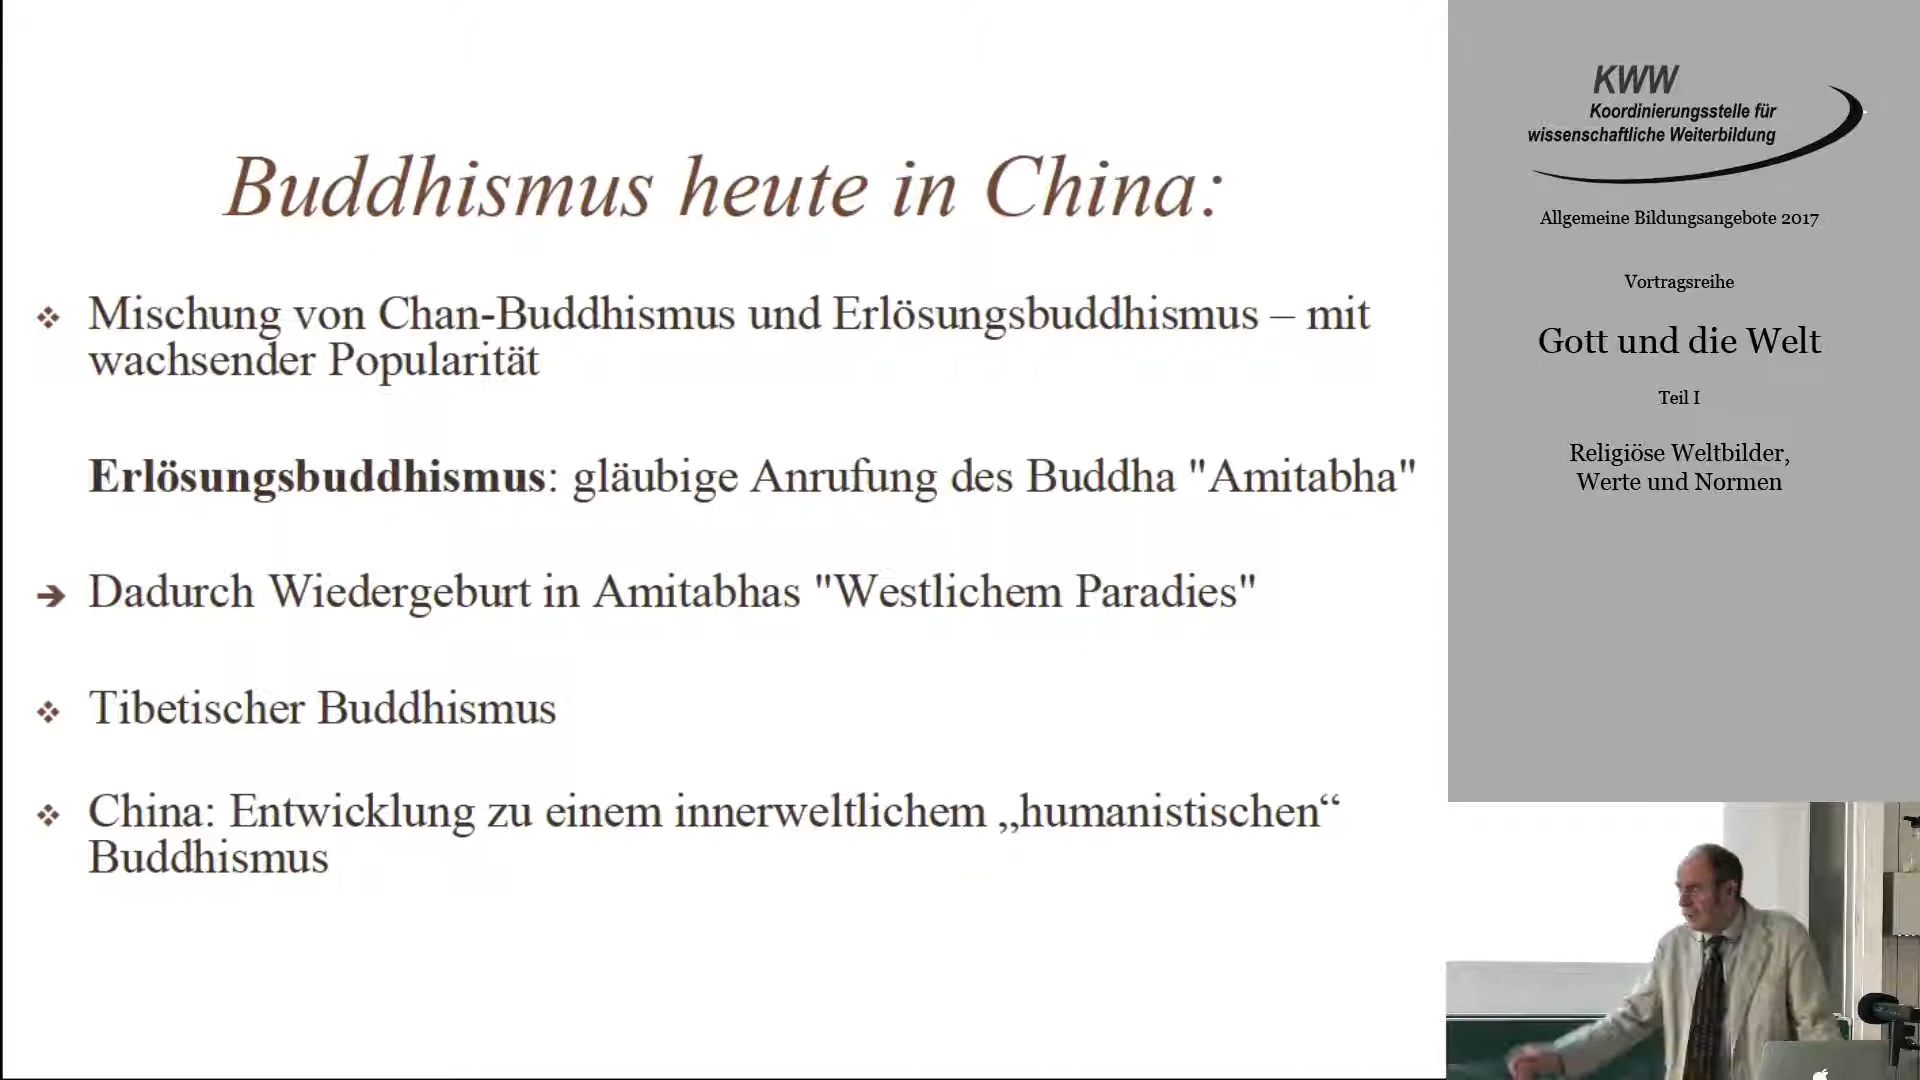 Buddhismus heute in China:
Mischung von Chan-Buddhismus und Erlösungsbuddhismus – mit
wachsender Popularität
Erlösungsbuddhismus: gläubige Anrufung des Buddha "Amitabha"
Dadurch Wiedergeburt in Amitabhas "Westlichem Paradies"
Tibetischer Buddhismus
China: Entwicklung zu einem innerweltlichem „humanistischen“
Buddhismus
KWW
Koordinierungsstelle für
wissenschaftliche Weiterbildung
Allgemeine Bildungsangebote 2017
Vortragsreihe
Gott und die Welt
Teil I
Religiöse Weltbilder,
Werte und Normen